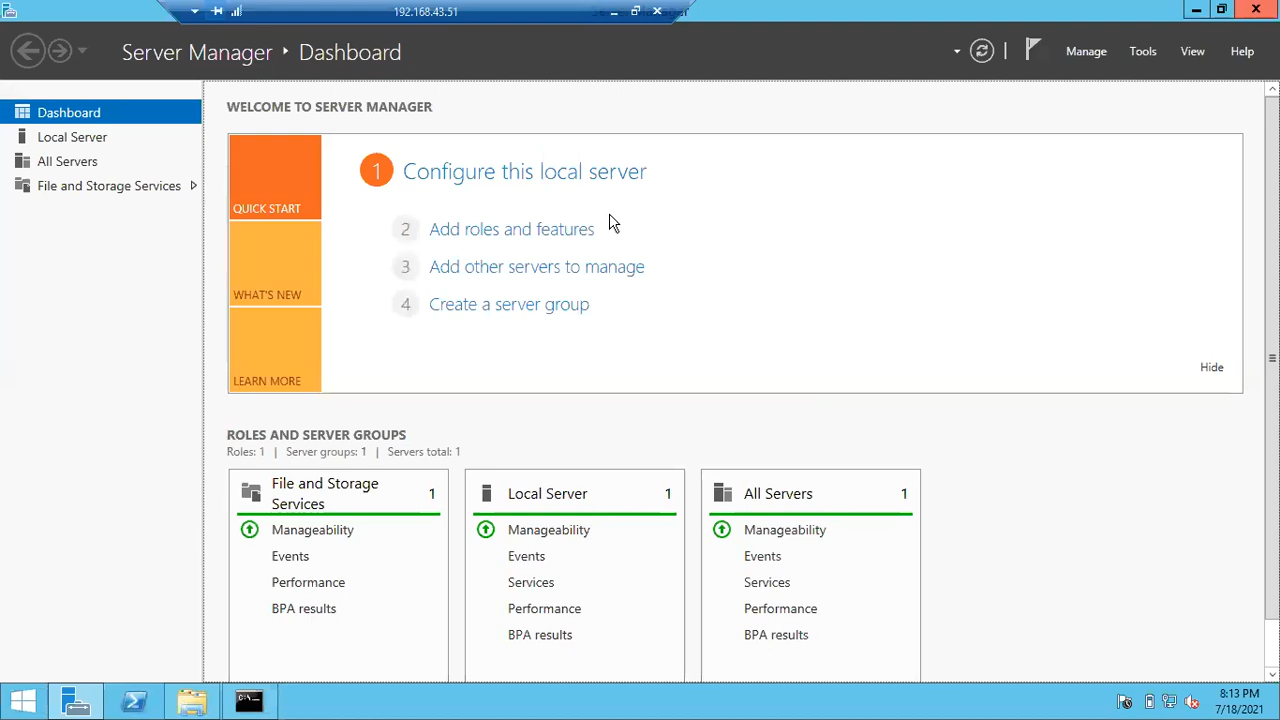 192.168.43.51
Server Manager
Dashboard
Manage
Tools
View
Help
Dashboard
Local Server
All Servers
File and Storage Services
WELCOME TO SERVER MANAGER
QUICK START
WHAT'S NEW
LEARN MORE
1 Configure this local server
2 Add roles and features
3 Add other servers to manage
4 Create a server group
Hide
ROLES AND SERVER GROUPS
Roles: 1 | Server groups: 1 | Servers total: 1
File and Storage
Services
1
Manageability
Events
Performance
BPA results
Local Server 1
Manageability
Events
Services
Performance
BPA results
All Servers 1
Manageability
Events
Services
Performance
BPA results
8:13 PM
7/18/2021